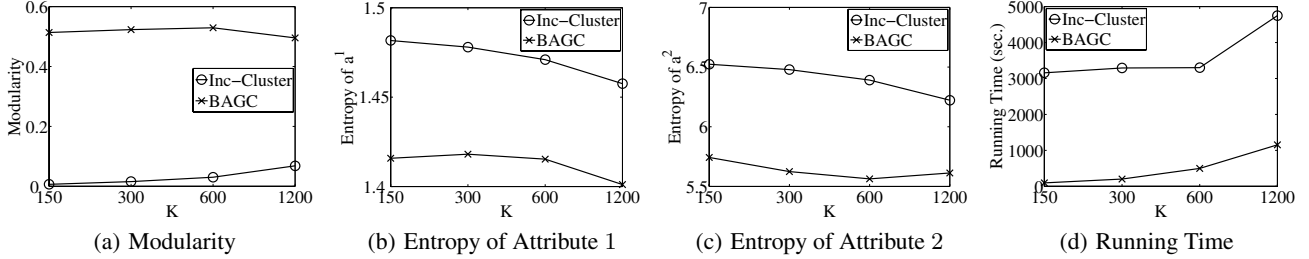 0.6
0.4
0.2
0
Modularity
Inc-Cluster
BAGC
150 300 600 1200
K
(a) Modularity
1.5
1.45
1.4
Entropy of a¹
Inc-Cluster
BAGC
150 300 600 1200
K
(b) Entropy of Attribute 1
7
6.5
6
5.5
Entropy of a²
Inc-Cluster
BAGC
150 300 600 1200
K
(c) Entropy of Attribute 2
5000
4000
3000
2000
1000
0
Running Time (sec.)
Inc-Cluster
BAGC
150 300 600 1200
K
(d) Running Time